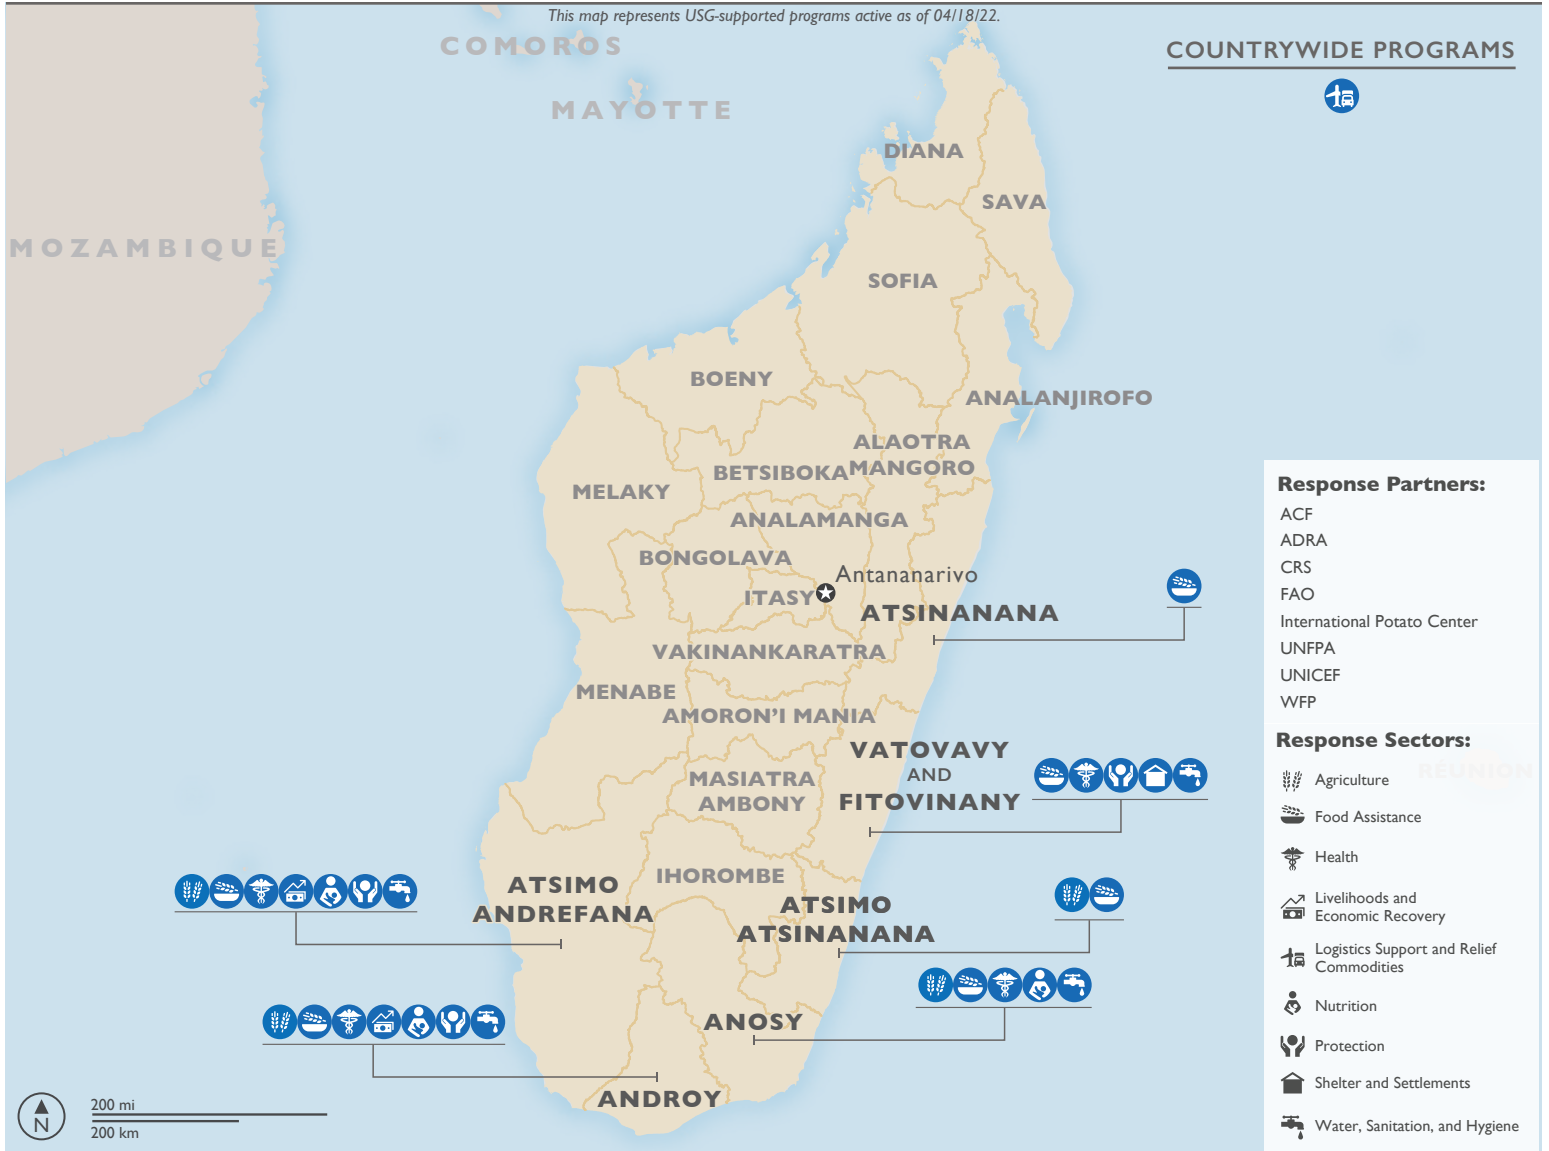 This map represents USG-supported programs active as of 04/18/22.
COMOROS
MAYOTTE
MOZAMBIQUE
COUNTRYWIDE PROGRAMS
DIANA
SAVA
SOFIA
BOENY
ANALANJIROFO
ALAOTRA
MANGORO
BETSIBOKA
MELAKY
ANALAMANGA
BONGOLAVA
Antananarivo
ITASY
ATSINANANA
VAKINANKARATRA
MENABE
AMORON'I MANIA
VATOVAVY
AND
FITOVINANY
MASIATRA
AMBONY
IHOROMBE
ATSIMO
ANDREFANA
ATSIMO
ATSINANANA
ANOSY
ANDROY
Response Partners:
ACF
ADRA
CRS
FAO
International Potato Center
UNFPA
UNICEF
WFP
Response Sectors:
RÉUNION
Agriculture
Food Assistance
Health
Livelihoods and
Economic Recovery
Logistics Support and Relief
Commodities
Nutrition
Protection
Shelter and Settlements
Water, Sanitation, and Hygiene
N
200 mi
200 km